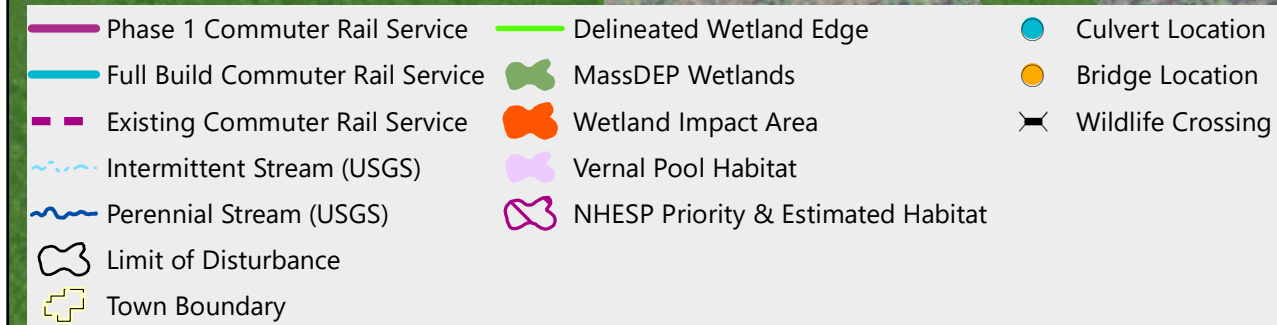 Phase 1 Commuter Rail Service
Full Build Commuter Rail Service
Existing Commuter Rail Service
Intermittent Stream (USGS)
Perennial Stream (USGS)
Limit of Disturbance
Town Boundary
Delineated Wetland Edge
MassDEP Wetlands
Wetland Impact Area
Vernal Pool Habitat
NHESP Priority & Estimated Habitat
Culvert Location
Bridge Location
Wildlife Crossing